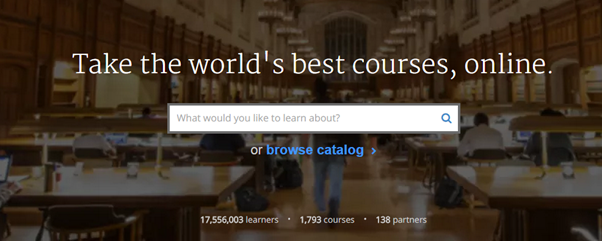 Take the world's best courses, online.
What would you like to learn about?
or browse catalog ›
17,556,003 learners • 1,793 courses • 138 partners